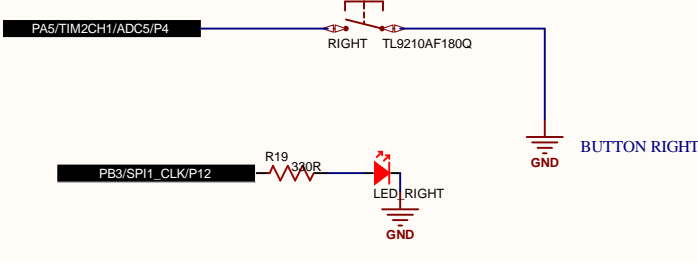 PA5/TIM2CH1/ADC5/P4
RIGHT TL9210AF180Q
BUTTON RIGHT
GND
R19
330R
PB3/SPI1_CLK/P12
LED_RIGHT
GND